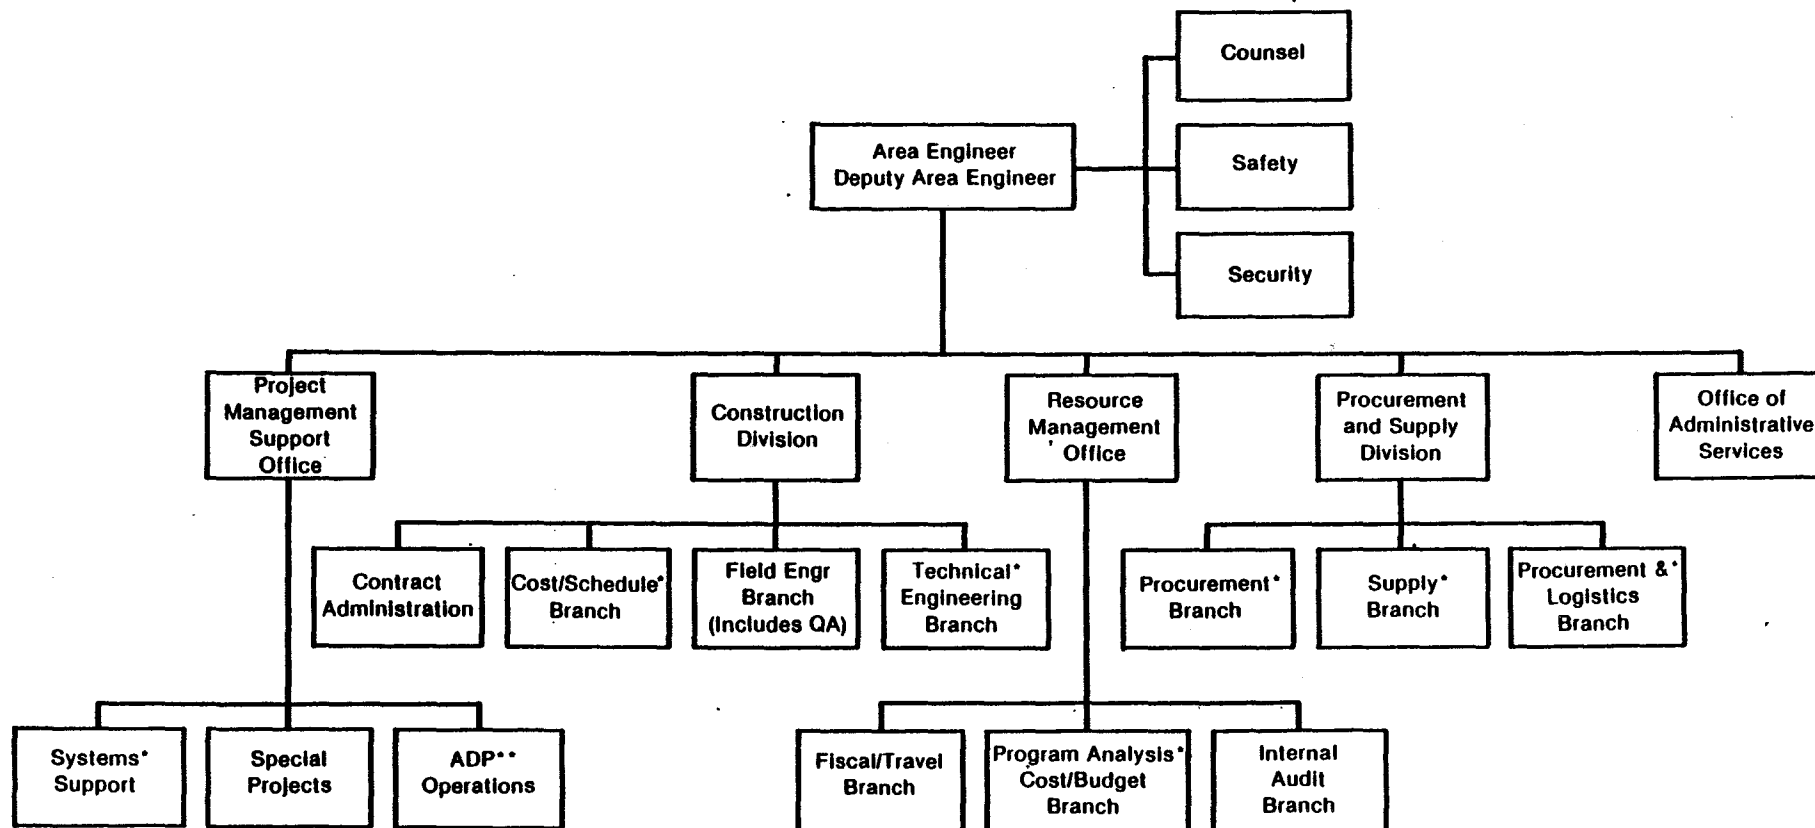 Counsel
Area Engineer
Deputy Area Engineer
Safety
Security
Project
Management
Support
Office
Construction
Division
Resource
Management
Office
Procurement
and Supply
Division
Office of
Administrative
Services
Contract
Administration
Cost/Schedule*
Branch
Field Engr
Branch
(Includes QA)
Technical*
Engineering
Branch
Procurement*
Branch
Supply*
Branch
Procurement &*
Logistics
Branch
Systems*
Support
Special
Projects
ADP**
Operations
Fiscal/Travel
Branch
Program Analysis*
Cost/Budget
Branch
Internal
Audit
Branch